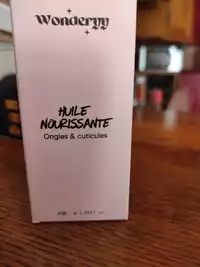 Wonderyy
HUILE
NOURISSANTE
Ongles & cuticules